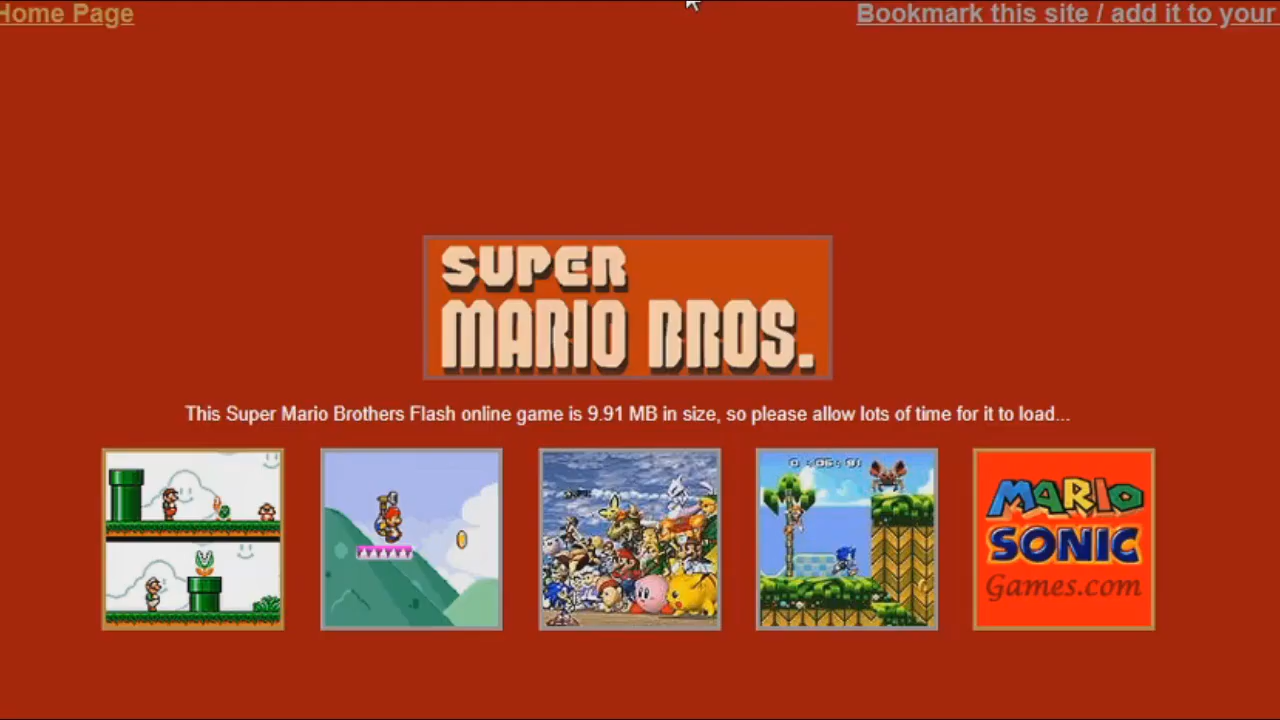 Home Page
Bookmark this site / add it to your
SUPER
MARIO BROS.
This Super Mario Brothers Flash online game is 9.91 MB in size, so please allow lots of time for it to load...
MARIO
SONIC
Games.com